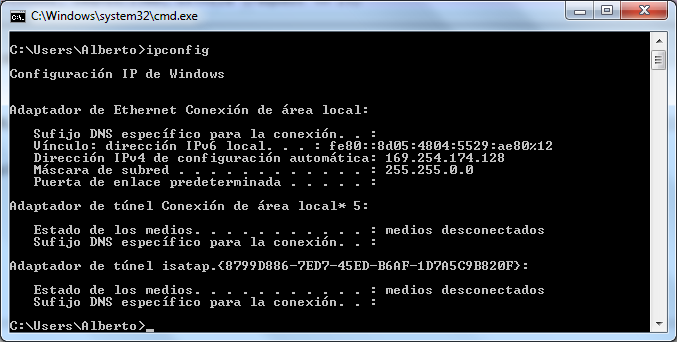 C:\Windows\system32\cmd.exe
C:\Users\Alberto>ipconfig
Configuración IP de Windows
Adaptador de Ethernet Conexión de área local:
Sufijo DNS específico para la conexión. . :
Vínculo: dirección IPv6 local. . . : fe80::8d05:4804:5529:ae80%12
Dirección IPv4 de configuración automática: 169.254.174.128
Máscara de subred . . . . . . . . . . . . : 255.255.0.0
Puerta de enlace predeterminada . . . . . :
Adaptador de túnel Conexión de área local* 5:
Estado de los medios. . . . . . . . . . . : medios desconectados
Sufijo DNS específico para la conexión. . :
Adaptador de túnel isatap.{8799D886-7ED7-45ED-B6AF-1D7A5C9B820F}:
Estado de los medios. . . . . . . . . . . : medios desconectados
Sufijo DNS específico para la conexión. . :
C:\Users\Alberto>_